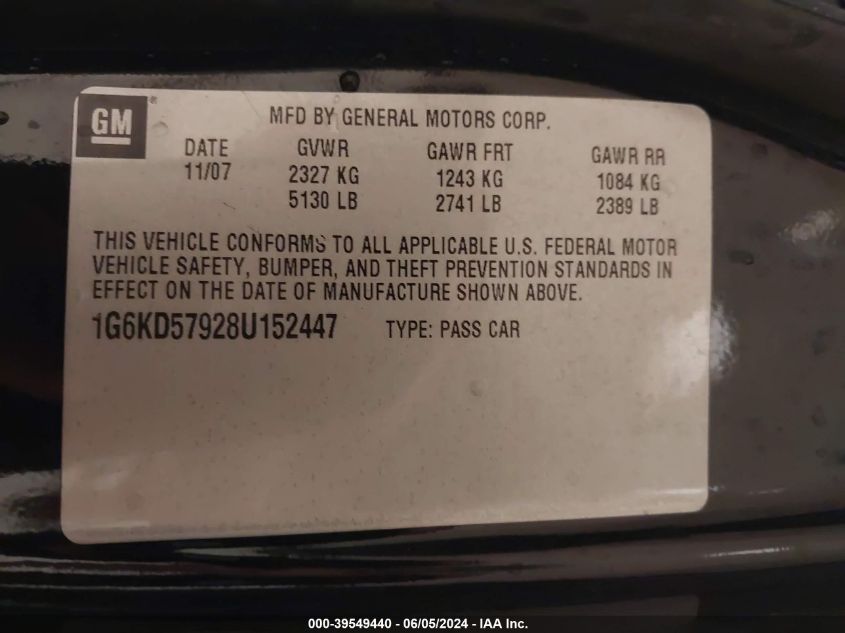 GM®
MFD BY GENERAL MOTORS CORP.
DATE GVWR GAWR FRT GAWR RR
11/07 2327 KG 1243 KG 1084 KG
5130 LB 2741 LB 2389 LB
THIS VEHICLE CONFORMS TO ALL APPLICABLE U.S. FEDERAL MOTOR
VEHICLE SAFETY, BUMPER, AND THEFT PREVENTION STANDARDS IN
EFFECT ON THE DATE OF MANUFACTURE SHOWN ABOVE.
1G6KD57928U152447 TYPE: PASS CAR
000-39549440 - 06/05/2024 - IAA Inc.